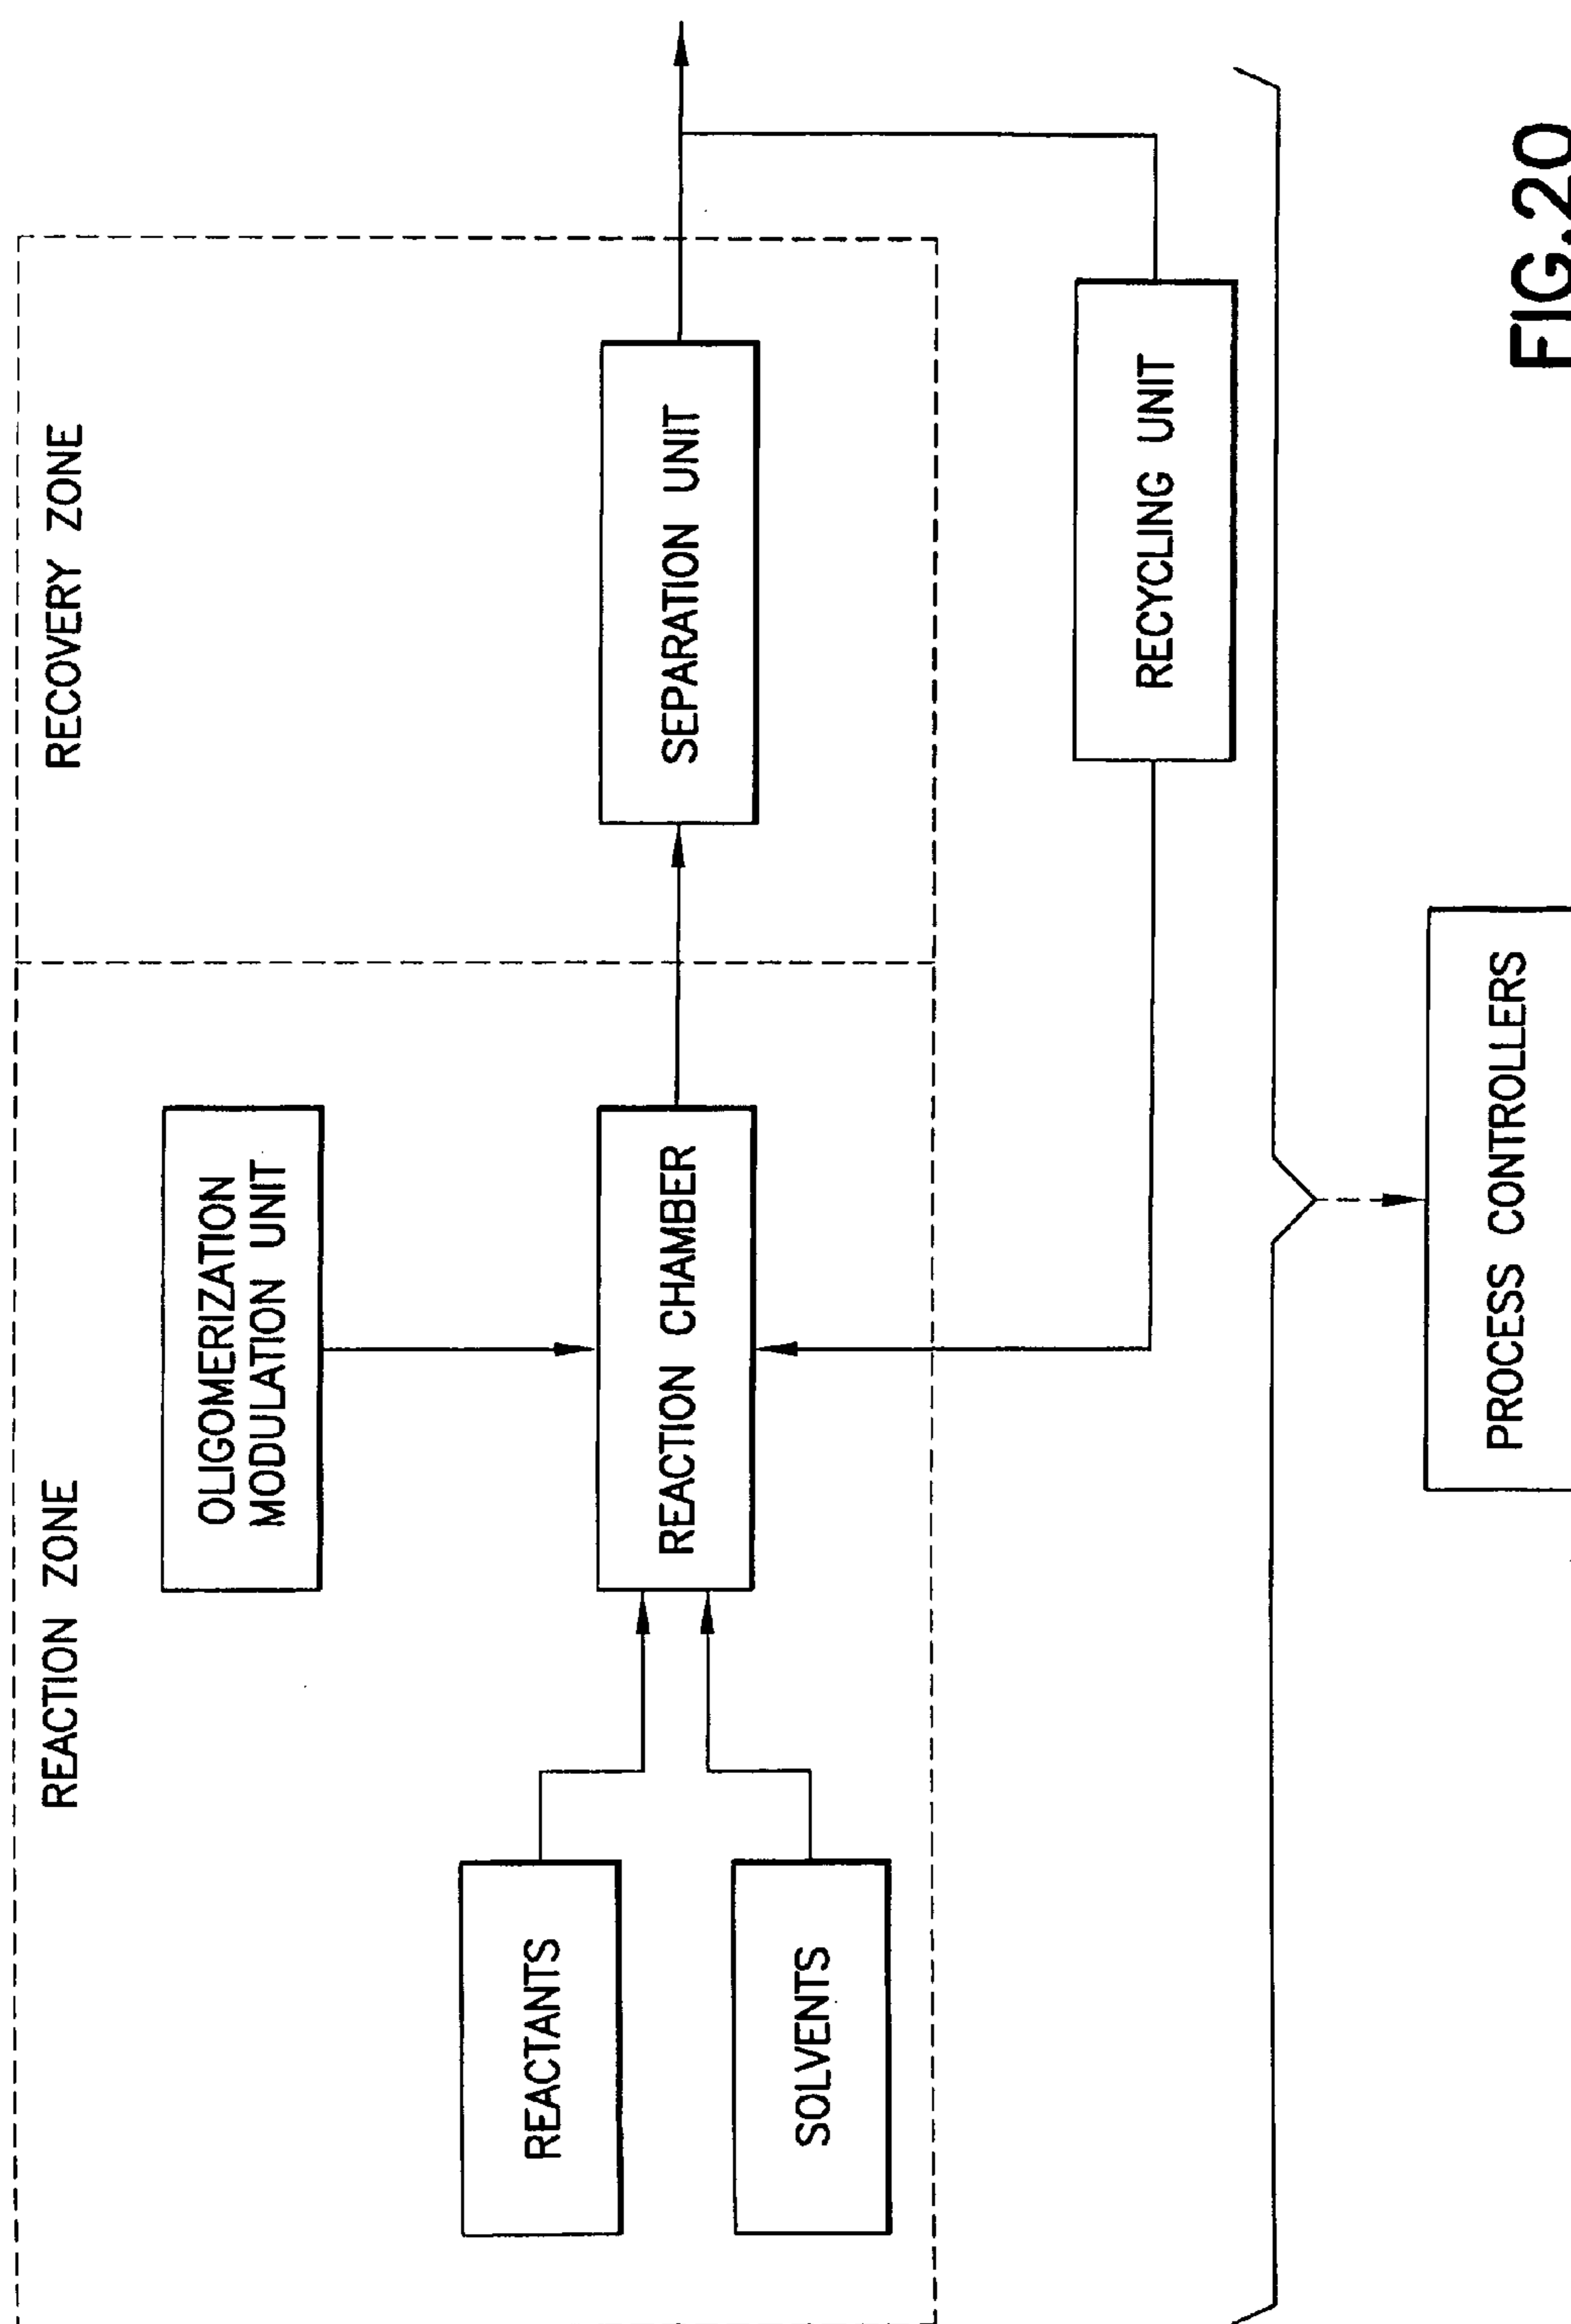 REACTION ZONE
RECOVERY ZONE
OLIGOMERIZATION
MODULATION UNIT
REACTANTS
REACTION CHAMBER
SEPARATION UNIT
SOLVENTS
RECYCLING UNIT
PROCESS CONTROLLERS
FIG.20